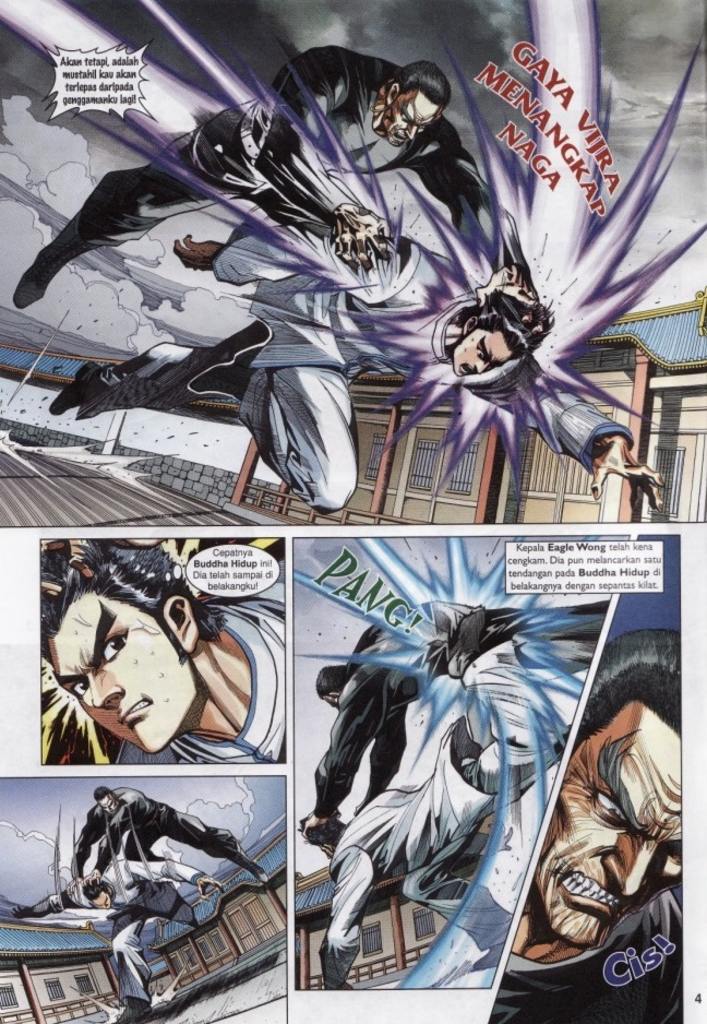 Akan tetapi, adalah
mustahil kau akan
terlepas daripada
genggamanku lagi!
GAYA VIJRA
MENANGKAP
NAGA
Cepatnya
Buddha Hidup ini!
Dia telah sampai di
belakangku!
PANG!
Kepala Eagle Wong telah kena
cengkam. Dia pun melancarkan satu
tendangan pada Buddha Hidup di
belakangnya dengan sepantas kilat.
Cis!
4